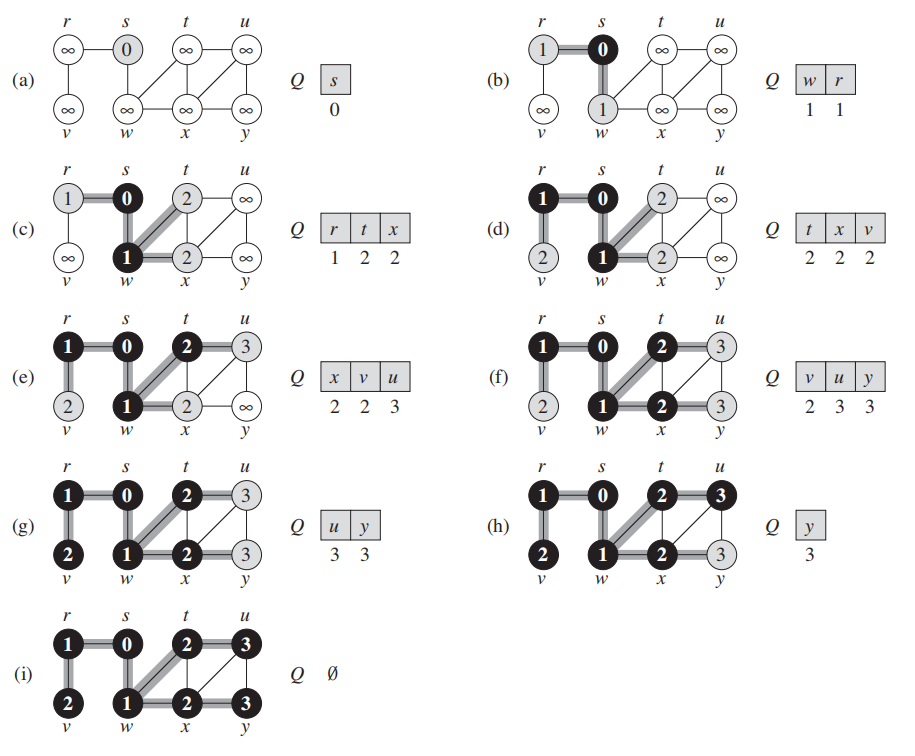 r s t u r s t u
(a) ∞ 0 ∞ ∞ Q s (b) 1 0 ∞ ∞ Q w r
∞ ∞ ∞ ∞ 0 ∞ 1 ∞ ∞ 1 1
v w x y v w x y
r s t u r s t u
(c) 1 0 2 ∞ Q r t x (d) 1 0 2 ∞ Q t x v
∞ 1 2 ∞ 1 2 2 2 1 2 ∞ 2 2 2
v w x y v w x y
r s t u r s t u
(e) 1 0 2 3 Q x v u (f) 1 0 2 3 Q v u y
2 1 2 ∞ 2 2 3 2 1 2 3 2 3 3
v w x y v w x y
r s t u r s t u
(g) 1 0 2 3 Q u y (h) 1 0 2 3 Q y
2 1 2 3 3 3 2 1 2 3 3
v w x y v w x y
r s t u
(i) 1 0 2 3 Q ∅
2 1 2 3
v w x y